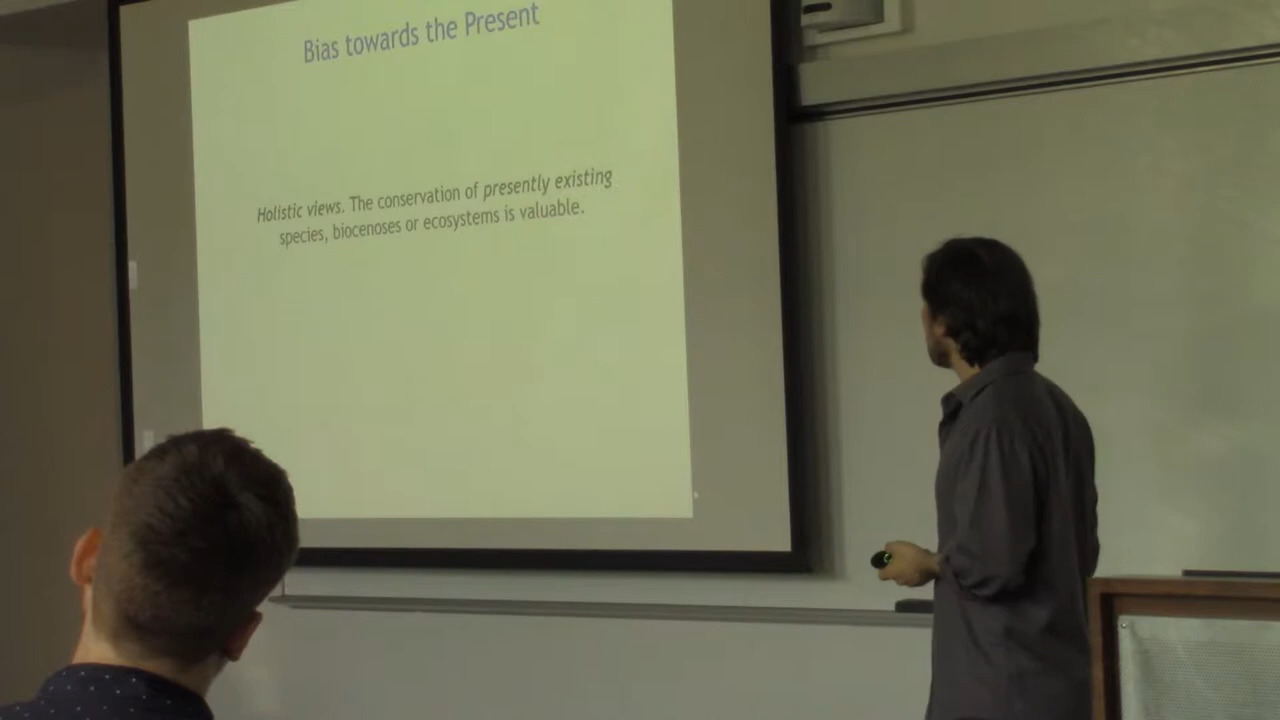 Bias towards the Present
Holistic views. The conservation of presently existing
species, biocenoses or ecosystems is valuable.